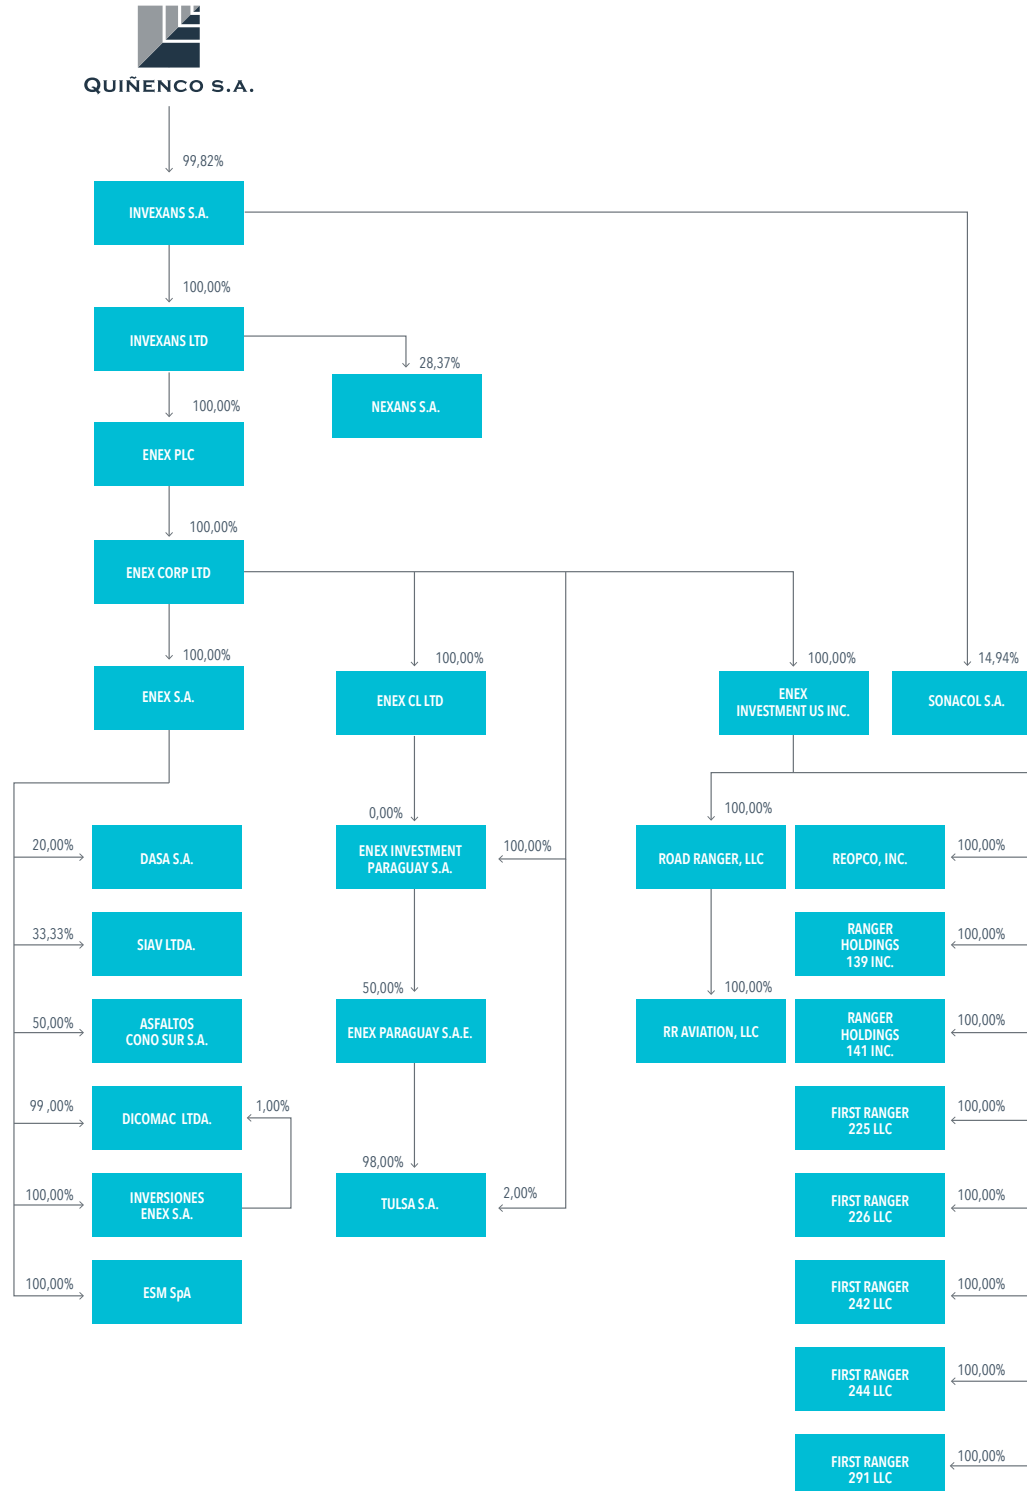 QUIÑENCO S.A.
99,82%
INVEXANS S.A.
100,00%
INVEXANS LTD
28,37%
NEXANS S.A.
100,00%
ENEX PLC
100,00%
ENEX CORP LTD
100,00%
100,00%
100,00%
14,94%
ENEX S.A.
ENEX CL LTD
ENEX
INVESTMENT US INC.
SONACOL S.A.
0,00%
100,00%
20,00%
DASA S.A.
ENEX INVESTMENT
PARAGUAY S.A.
100,00%
ROAD RANGER, LLC
REOPCO, INC.
100,00%
33,33%
SIAV LTDA.
RANGER
HOLDINGS
139 INC.
100,00%
50,00%
100,00%
50,00%
ASFALTOS
CONO SUR S.A.
ENEX PARAGUAY S.A.E.
RR AVIATION, LLC
RANGER
HOLDINGS
141 INC.
100,00%
99 ,00%
DICOMAC LTDA.
1,00%
FIRST RANGER
225 LLC
100,00%
98,00%
100,00%
INVERSIONES
ENEX S.A.
TULSA S.A.
2,00%
FIRST RANGER
226 LLC
100,00%
100,00%
ESM SpA
FIRST RANGER
242 LLC
100,00%
FIRST RANGER
244 LLC
100,00%
FIRST RANGER
291 LLC
100,00%